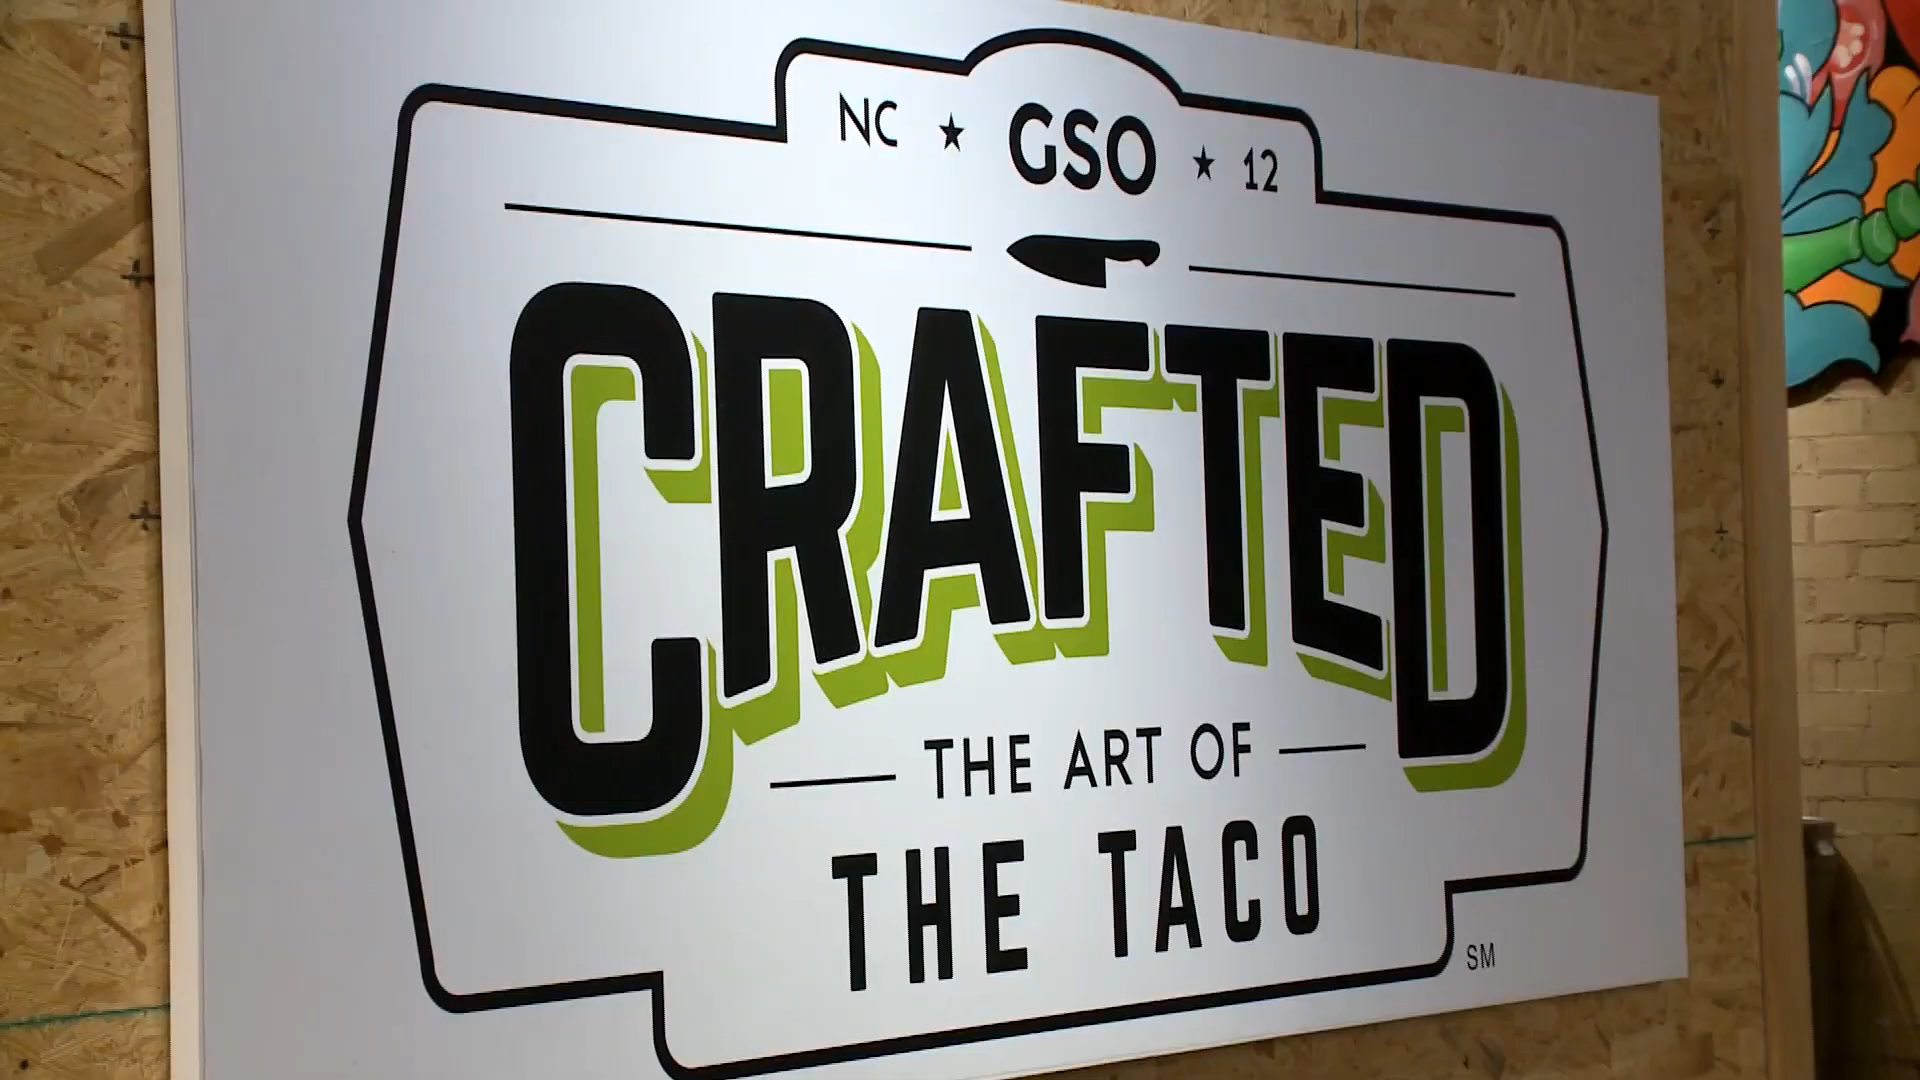 NC ★ GSO ★ 12
CRAFTED
THE ART OF
THE TACO
SM